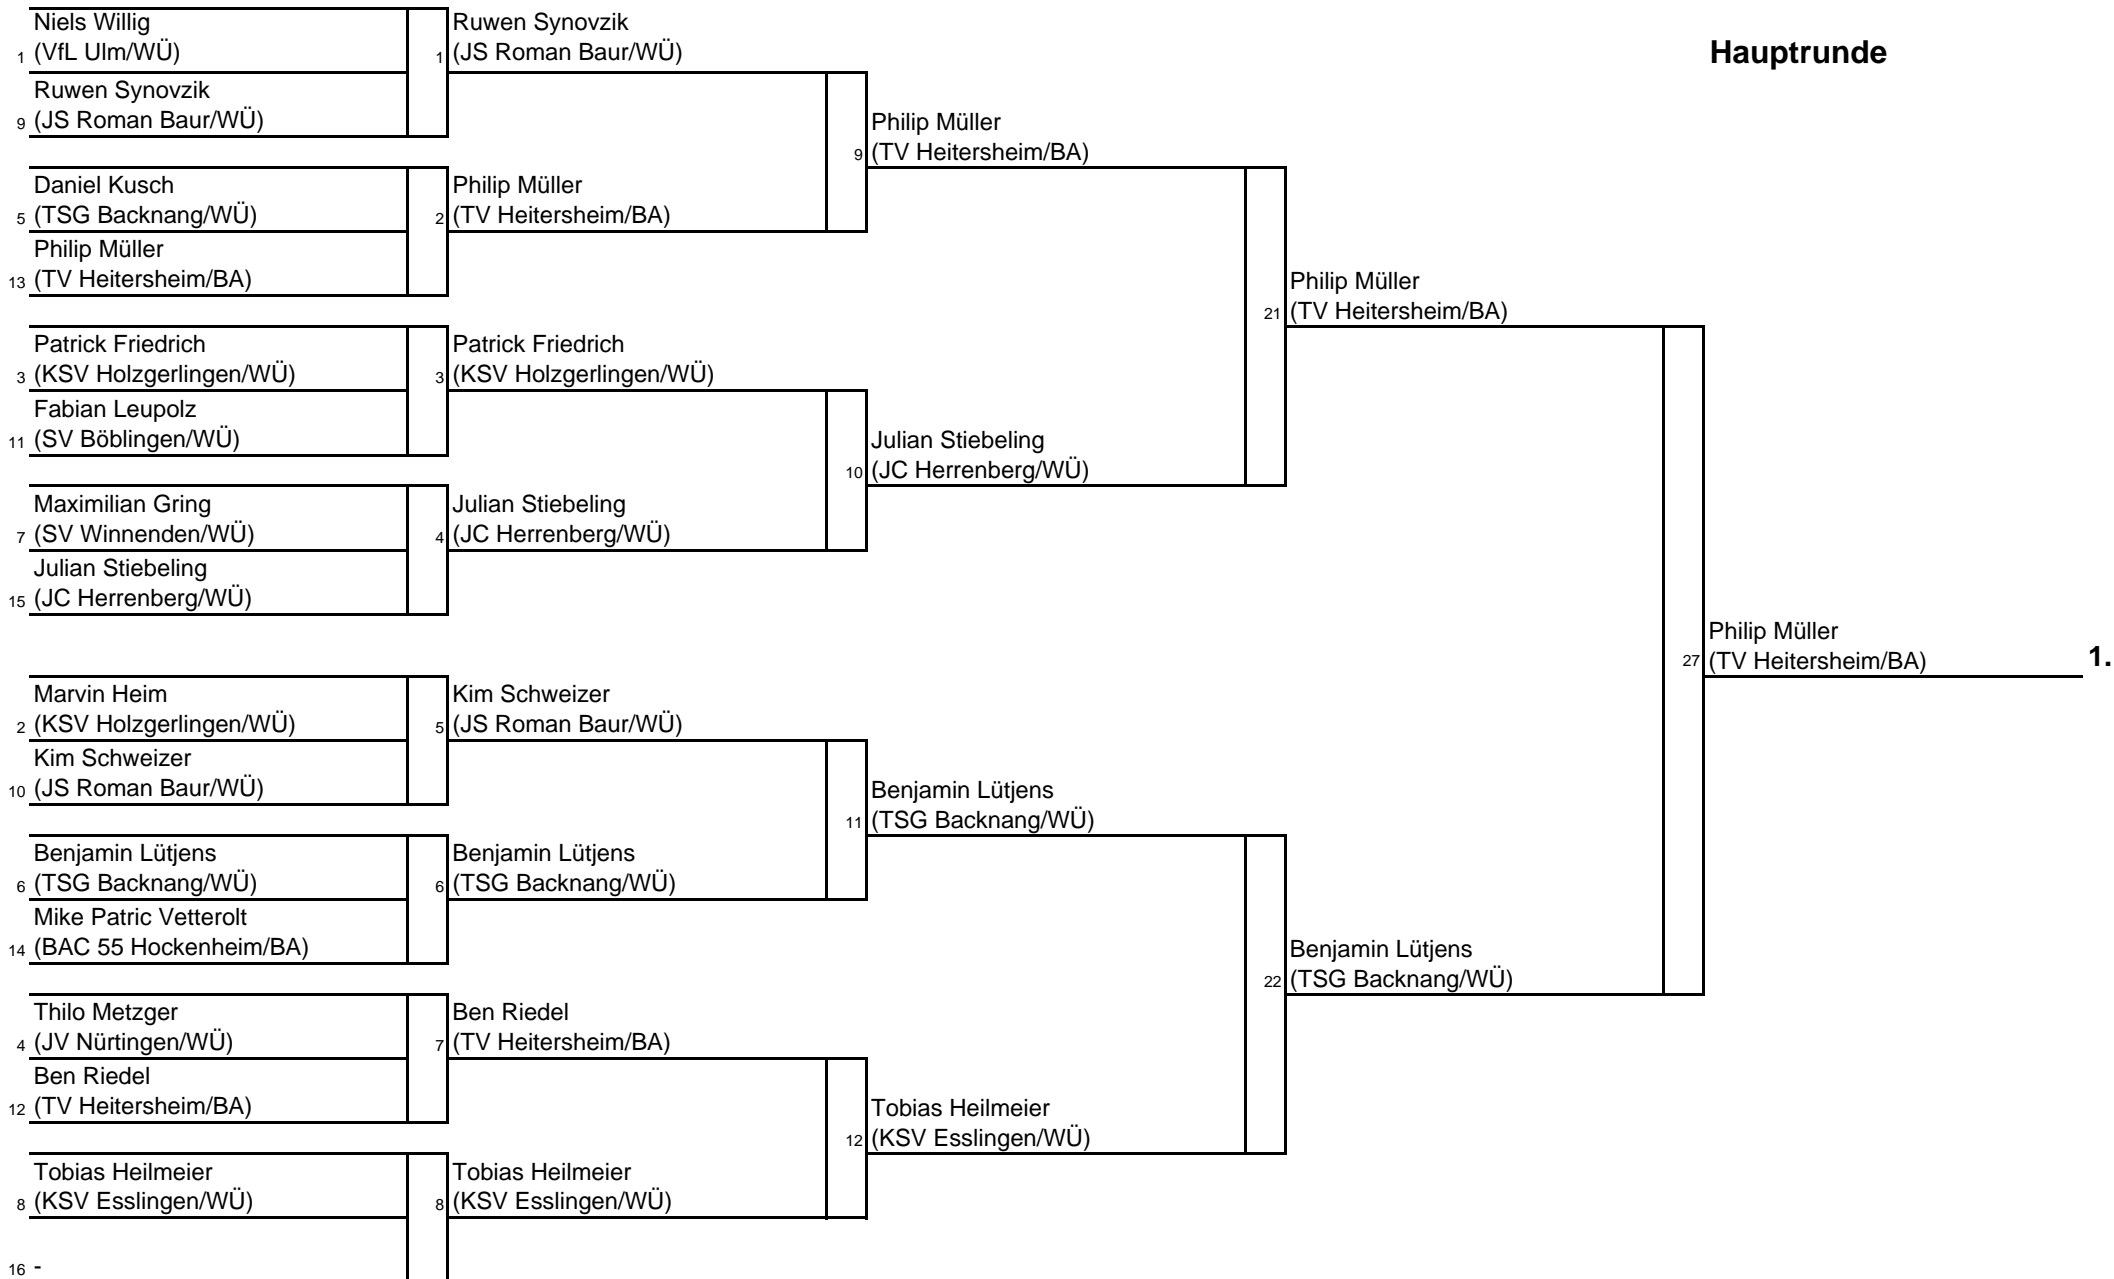 Hauptrunde
Niels Willig
1 (VfL Ulm/WÜ)
Ruwen Synovzik
9 (JS Roman Baur/WÜ)
Daniel Kusch
5 (TSG Backnang/WÜ)
Philip Müller
13 (TV Heitersheim/BA)
Patrick Friedrich
3 (KSV Holzgerlingen/WÜ)
Fabian Leupolz
11 (SV Böblingen/WÜ)
Maximilian Gring
7 (SV Winnenden/WÜ)
Julian Stiebeling
15 (JC Herrenberg/WÜ)
Marvin Heim
2 (KSV Holzgerlingen/WÜ)
Kim Schweizer
10 (JS Roman Baur/WÜ)
Benjamin Lütjens
6 (TSG Backnang/WÜ)
Mike Patric Vetterolt
14 (BAC 55 Hockenheim/BA)
Thilo Metzger
4 (JV Nürtingen/WÜ)
Ben Riedel
12 (TV Heitersheim/BA)
Tobias Heilmeier
8 (KSV Esslingen/WÜ)
16 -
Ruwen Synovzik
1 (JS Roman Baur/WÜ)
Philip Müller
2 (TV Heitersheim/BA)
Patrick Friedrich
3 (KSV Holzgerlingen/WÜ)
Julian Stiebeling
4 (JC Herrenberg/WÜ)
Kim Schweizer
5 (JS Roman Baur/WÜ)
Benjamin Lütjens
6 (TSG Backnang/WÜ)
Ben Riedel
7 (TV Heitersheim/BA)
Tobias Heilmeier
8 (KSV Esslingen/WÜ)
Philip Müller
9 (TV Heitersheim/BA)
Julian Stiebeling
10 (JC Herrenberg/WÜ)
Benjamin Lütjens
11 (TSG Backnang/WÜ)
Tobias Heilmeier
12 (KSV Esslingen/WÜ)
Philip Müller
21 (TV Heitersheim/BA)
Benjamin Lütjens
22 (TSG Backnang/WÜ)
Philip Müller
27 (TV Heitersheim/BA) 1.